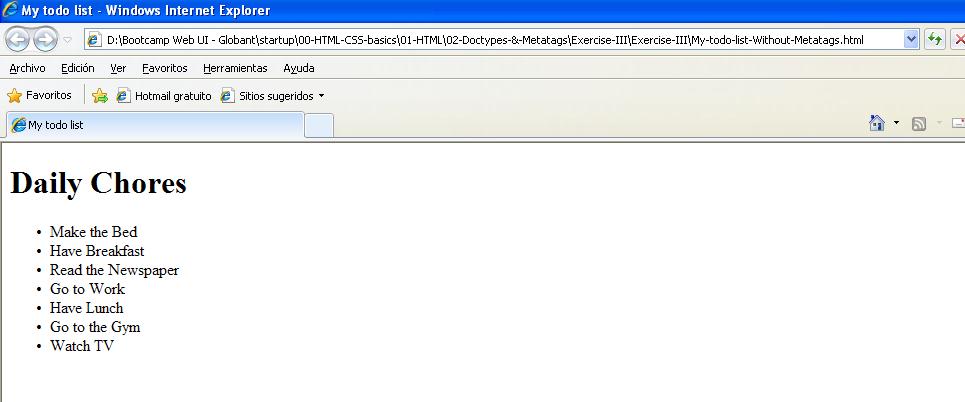 My todo list - Windows Internet Explorer
D:\Bootcamp Web UI - Globant\startup\00-HTML-CSS-basics\01-HTML\02-Doctypes-&-Metatags\Exercise-III\Exercise-III\My-todo-list-Without-Metatags.html
Archivo Edición Ver Favoritos Herramientas Ayuda
Favoritos Hotmail gratuito Sitios sugeridos
My todo list
Daily Chores
• Make the Bed
• Have Breakfast
• Read the Newspaper
• Go to Work
• Have Lunch
• Go to the Gym
• Watch TV